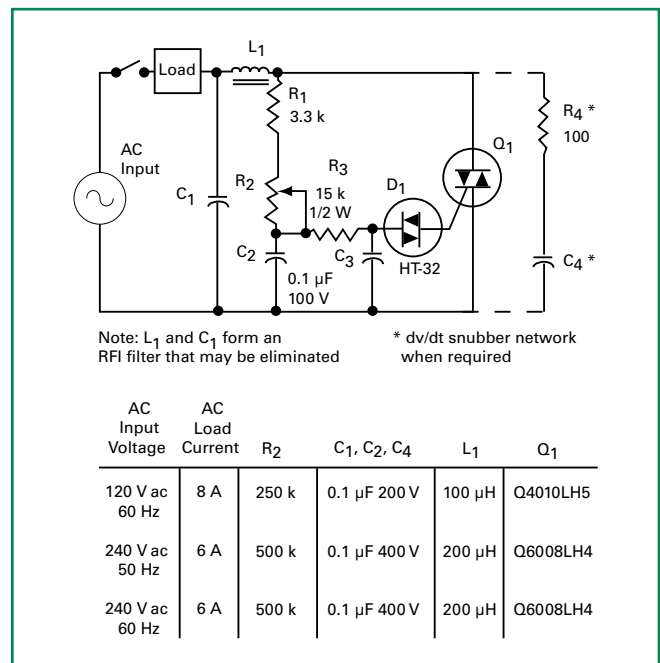 L1
Load
R1
3.3 k
R4 *
100
AC
Input
Q1
R2
R3
15 k
1/2 W
D1
C1
C2
0.1 µF
100 V
C3
HT-32
C4 *
Note: L1 and C1 form an
RFI filter that may be eliminated
* dv/dt snubber network
when required
AC Input Voltage AC Load Current R2 C1, C2, C4 L1 Q1
120 V ac 60 Hz 8 A 250 k 0.1 µF 200 V 100 µH Q4010LH5
240 V ac 50 Hz 6 A 500 k 0.1 µF 400 V 200 µH Q6008LH4
240 V ac 60 Hz 6 A 500 k 0.1 µF 400 V 200 µH Q6008LH4